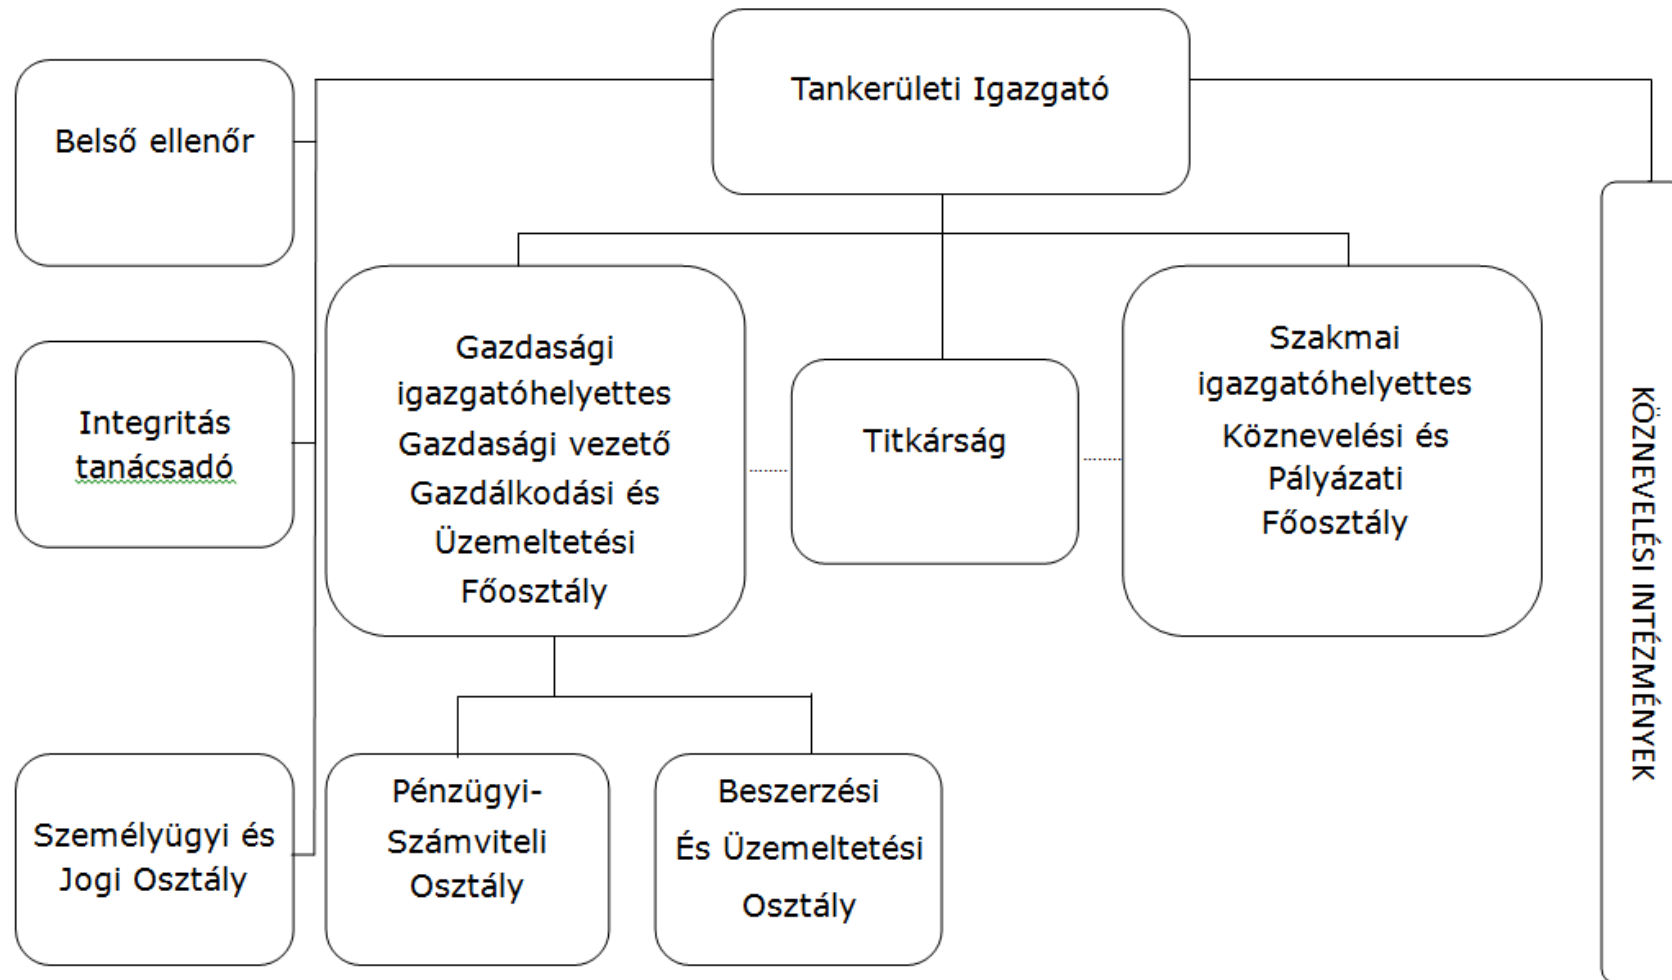 Tankerületi Igazgató
Belső ellenőr
Integritás
tanácsadó
Személyügyi és
Jogi Osztály
Gazdasági
igazgatóhelyettes
Gazdasági vezető
Gazdálkodási és
Üzemeltetési
Főosztály
Titkárság
Szakmai
igazgatóhelyettes
Köznevelési és
Pályázati
Főosztály
Pénzügyi-
Számviteli
Osztály
Beszerzési
És Üzemeltetési
Osztály
KÖZNEVELÉSI INTÉZMÉNYEK